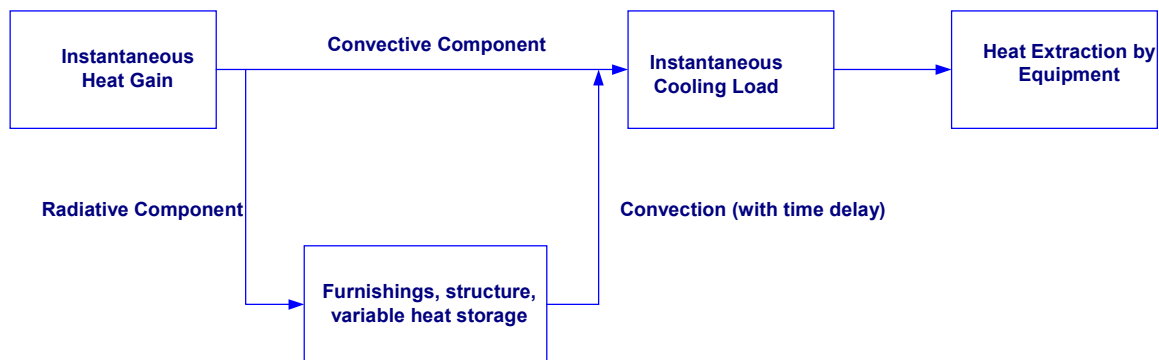 Instantaneous
Heat Gain
Convective Component
Instantaneous
Cooling Load
Heat Extraction by
Equipment
Radiative Component
Convection (with time delay)
Furnishings, structure,
variable heat storage